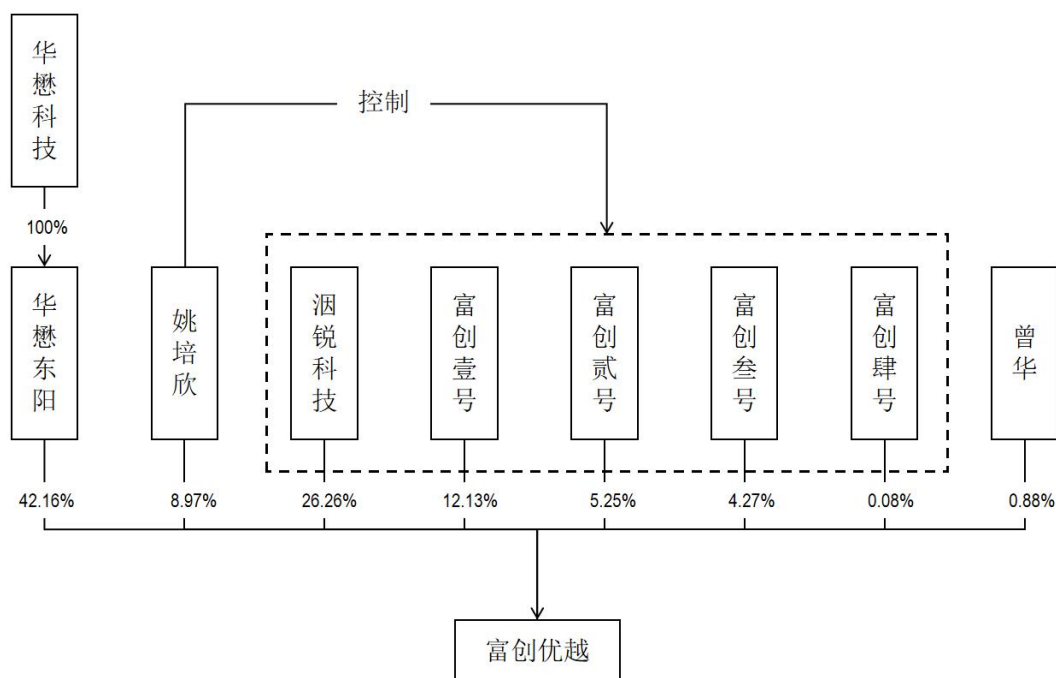 华懋科技
控制
100%
华懋东阳
姚培欣
洇锐科技
富创壹号
富创贰号
富创叁号
富创肆号
曾华
42.16%
8.97%
26.26%
12.13%
5.25%
4.27%
0.08%
0.88%
富创优越